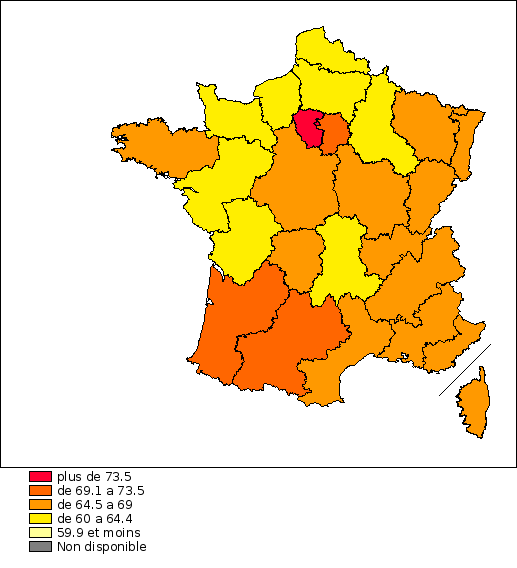 plus de 73.5
de 69.1 a 73.5
de 64.5 a 69
de 60 a 64.4
59.9 et moins
Non disponible